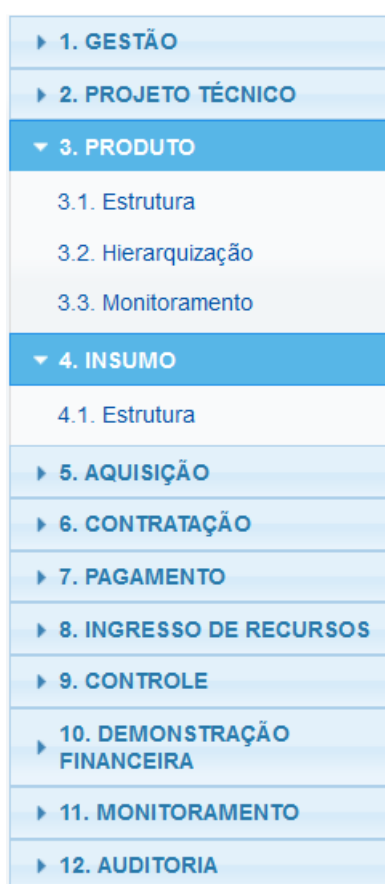 1. GESTÃO
2. PROJETO TÉCNICO
3. PRODUTO
3.1. Estrutura
3.2. Hierarquização
3.3. Monitoramento
4. INSUMO
4.1. Estrutura
5. AQUISIÇÃO
6. CONTRATAÇÃO
7. PAGAMENTO
8. INGRESSO DE RECURSOS
9. CONTROLE
10. DEMONSTRAÇÃO
FINANCEIRA
11. MONITORAMENTO
12. AUDITORIA